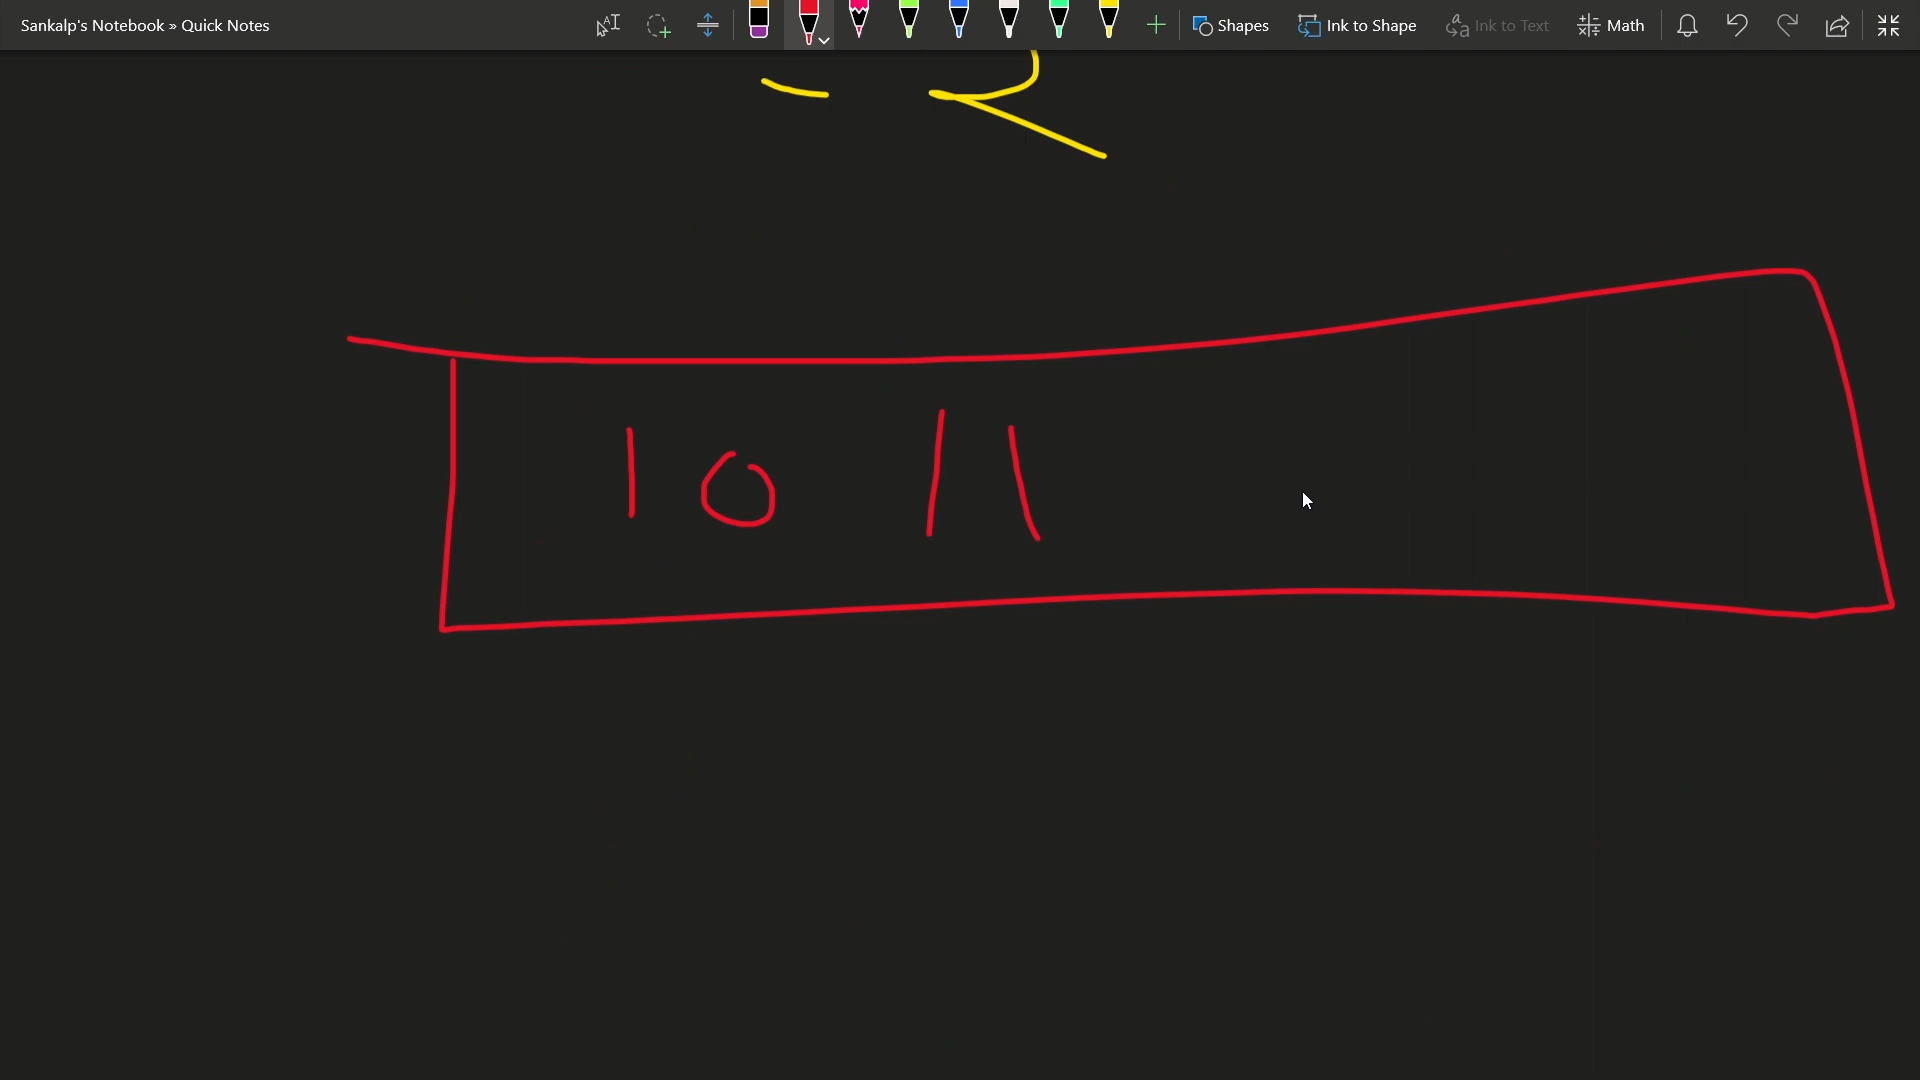 Sankalp's Notebook » Quick Notes
Shapes
Ink to Shape
Ink to Text
Math
10 11